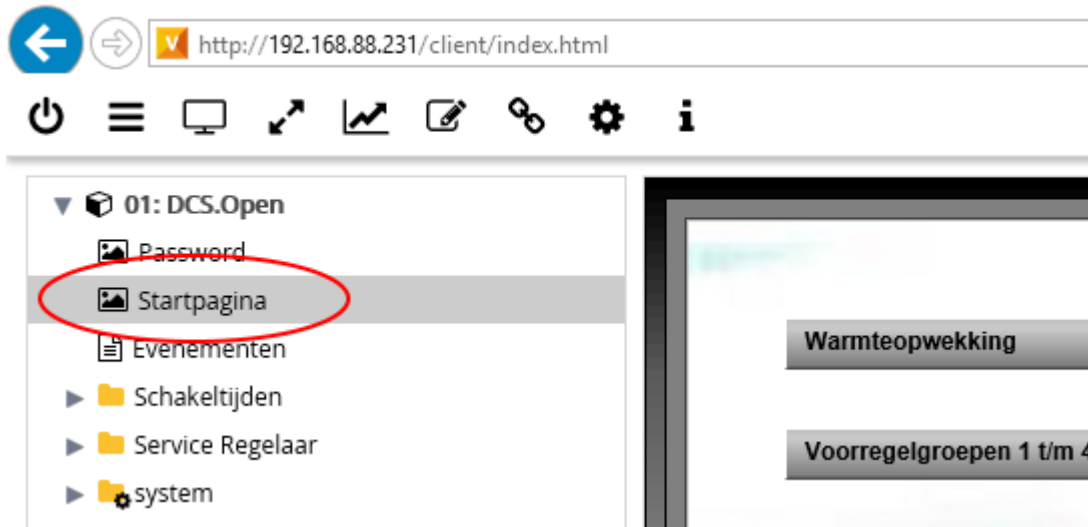 V http://192.168.88.231/client/index.html
01: DCS.Open
Password
Startpagina
Evenementen
Schakeltijden
Service Regelaar
system
Warmteopwekking
Voorregelgroepen 1 t/m 4